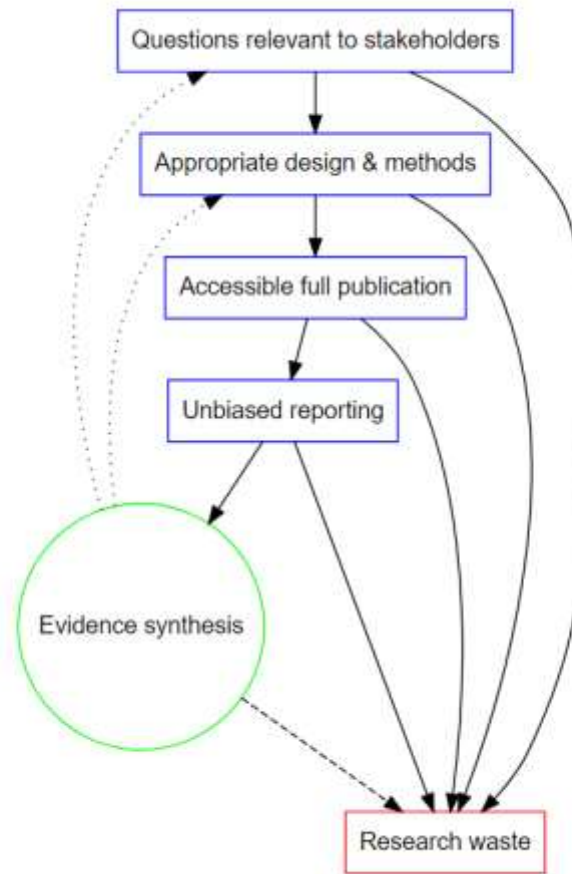 Questions relevant to stakeholders
Appropriate design & methods
Accessible full publication
Unbiased reporting
Evidence synthesis
Research waste